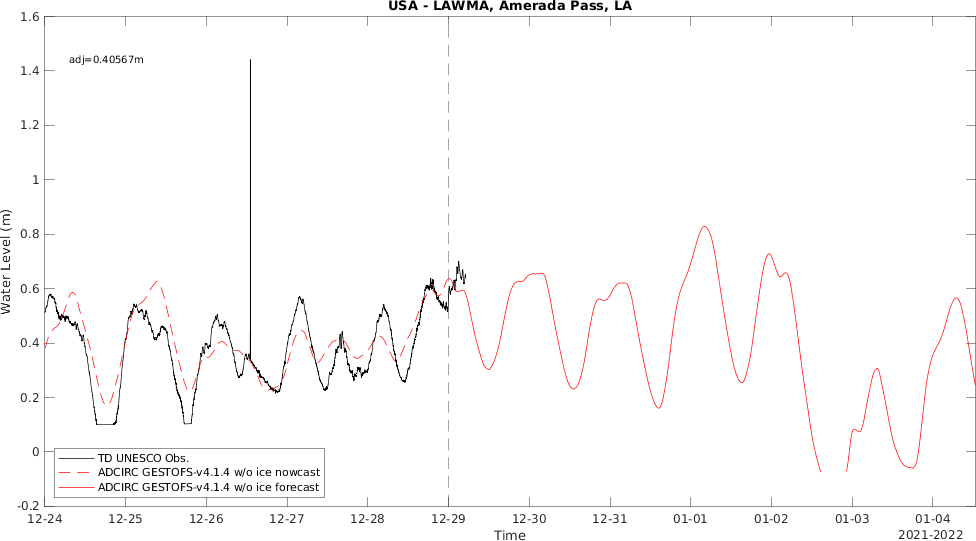 USA - LAWMA, Amerada Pass, LA
1.6
adj=0.40567m
1.4
1.2
1
0.8
0.6
0.4
0.2
0
-0.2
Water Level (m)
TD UNESCO Obs.
ADCIRC GESTOFS-v4.1.4 w/o ice nowcast
ADCIRC GESTOFS-v4.1.4 w/o ice forecast
12-24 12-25 12-26 12-27 12-28 12-29 12-30 12-31 01-01 01-02 01-03 01-04
Time
2021-2022